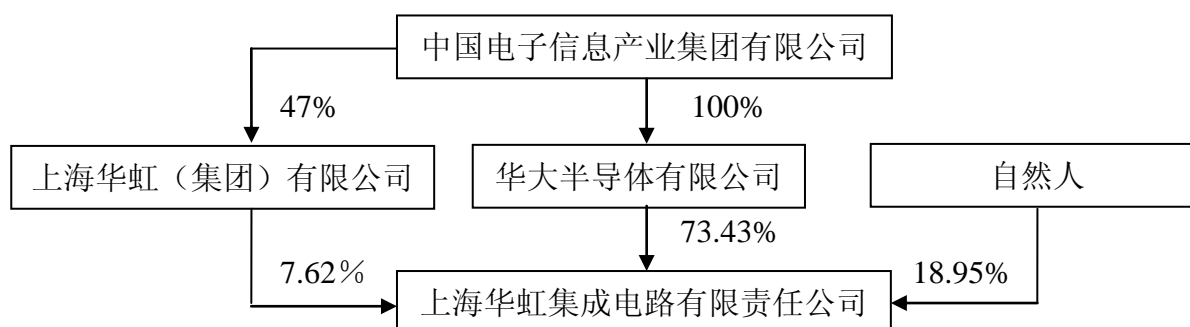 中国电子信息产业集团有限公司
47%
100%
上海华虹（集团）有限公司
华大半导体有限公司
自然人
73.43%
7.62％
18.95%
上海华虹集成电路有限责任公司